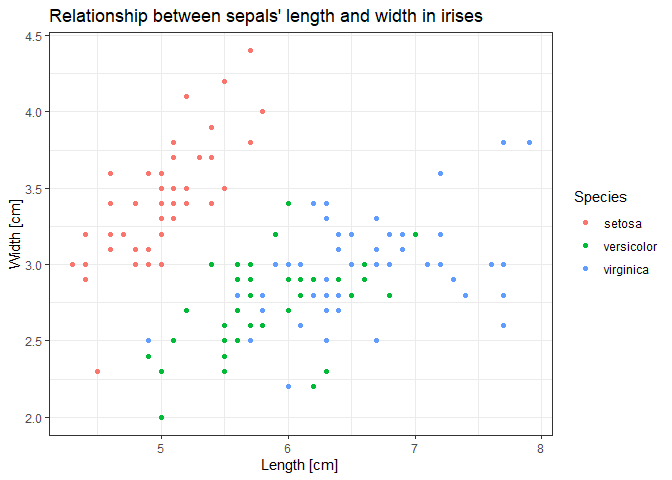 Relationship between sepals' length and width in irises
4.5
4.0
3.5
3.0
2.5
2.0
Width [cm]
5 6 7 8
Length [cm]
Species
setosa
versicolor
virginica